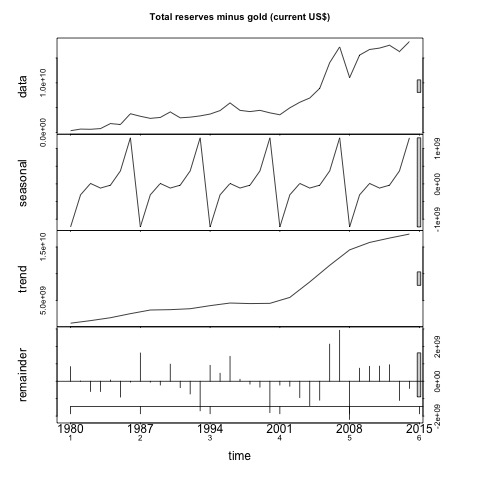 Total reserves minus gold (current US$)
data
0.0e+00 1.0e+10
seasonal
-1e+09 0e+00 1e+09
trend
5.0e+09 1.5e+10
remainder
-2e+09 0e+00 2e+09
1980 1987 1994 2001 2008 2015
1 2 3 4 5 6
time